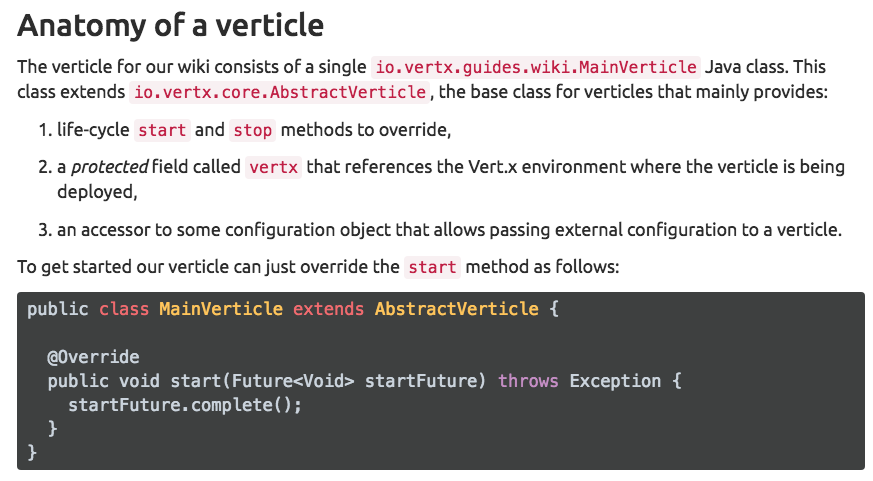 Anatomy of a verticle
The verticle for our wiki consists of a single io.vertx.guides.wiki.MainVerticle Java class. This
class extends io.vertx.core.AbstractVerticle, the base class for verticles that mainly provides:
1. life-cycle start and stop methods to override,
2. a protected field called vertx that references the Vert.x environment where the verticle is being
deployed,
3. an accessor to some configuration object that allows passing external configuration to a verticle.
To get started our verticle can just override the start method as follows:
public class MainVerticle extends AbstractVerticle {
  @Override
  public void start(Future<Void> startFuture) throws Exception {
    startFuture.complete();
  }
}